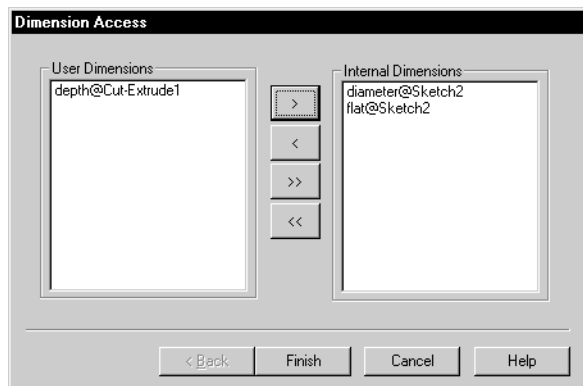 Dimension Access
User Dimensions
depth@Cut-Extrude1
>
<
>>
<<
Internal Dimensions
diameter@Sketch2
flat@Sketch2
< Back
Finish
Cancel
Help